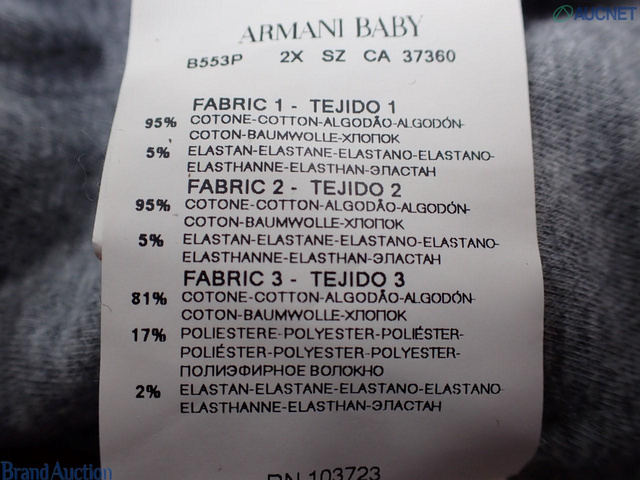 AUCNET
ARMANI BABY
B553P 2X SZ CA 37360
FABRIC 1 - TEJIDO 1
95% COTONE-COTTON-ALGODÃO-ALGODÓN-
COTON-BAUMWOLLE-ХЛОПОК
5% ELASTAN-ELASTANE-ELASTANO-ELASTANO-
ELASTHANNE-ELASTHAN-ЭЛАСТАН
FABRIC 2 - TEJIDO 2
95% COTONE-COTTON-ALGODÃO-ALGODÓN-
COTON-BAUMWOLLE-ХЛОПОК
5% ELASTAN-ELASTANE-ELASTANO-ELASTANO-
ELASTHANNE-ELASTHAN-ЭЛАСТАН
FABRIC 3 - TEJIDO 3
81% COTONE-COTTON-ALGODÃO-ALGODÓN-
COTON-BAUMWOLLE-ХЛОПОК
17% POLIESTERE-POLYESTER-POLIÉSTER-
POLIÉSTER-POLYESTER-POLYESTER-
ПОЛИЭФИРНОЕ ВОЛОКНО
2% ELASTAN-ELASTANE-ELASTANO-ELASTANO-
ELASTHANNE-ELASTHAN-ЭЛАСТАН
RN 103723
Brand Auction